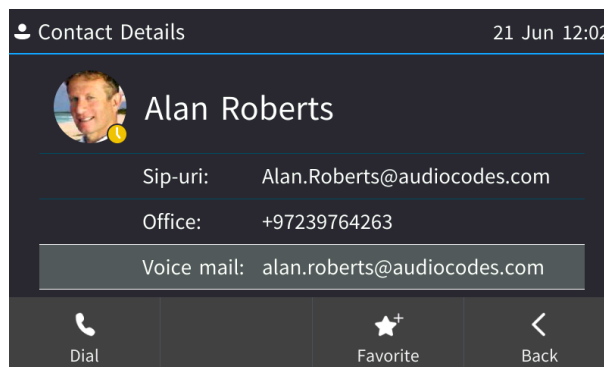 Contact Details 21 Jun 12:02
Alan Roberts
Sip-uri: Alan.Roberts@audiocodes.com
Office: +97239764263
Voice mail: alan.roberts@audiocodes.com
Dial Favorite Back